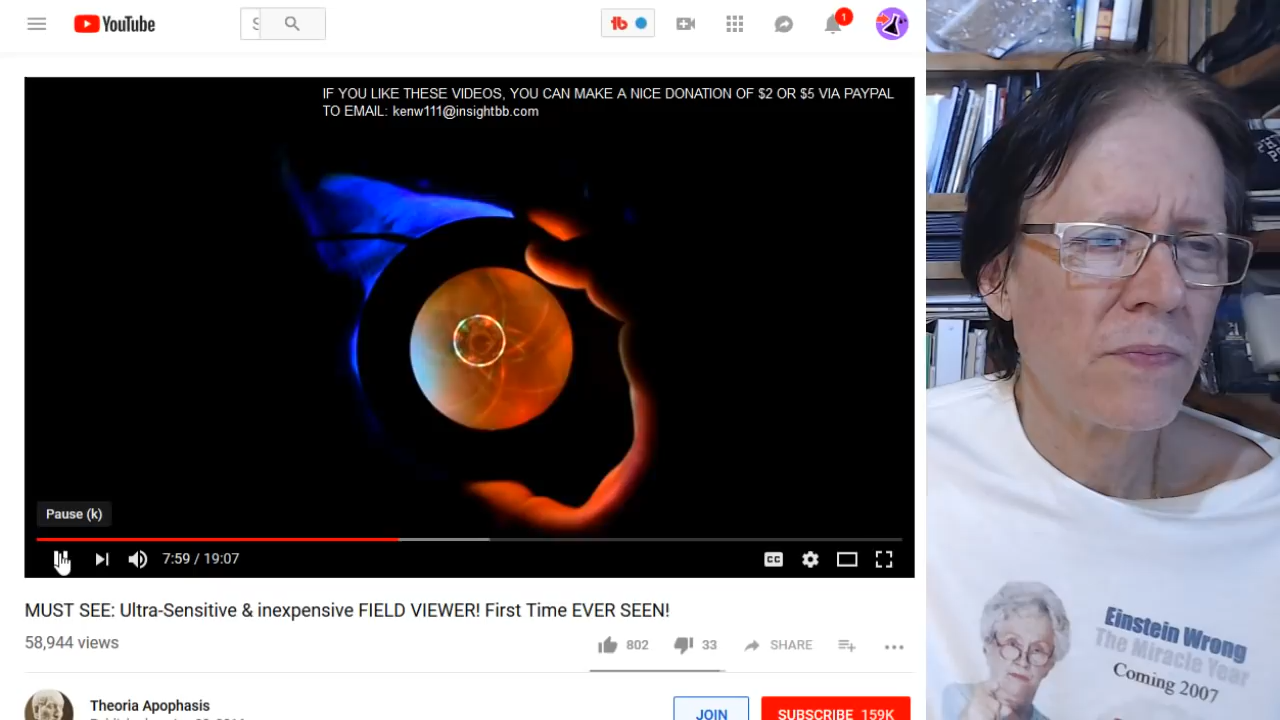 YouTube
S
1
IF YOU LIKE THESE VIDEOS, YOU CAN MAKE A NICE DONATION OF $2 OR $5 VIA PAYPAL
TO EMAIL: kenw111@insightbb.com
Pause (k)
7:59 / 19:07
CC
MUST SEE: Ultra-Sensitive & inexpensive FIELD VIEWER! First Time EVER SEEN!
58,944 views
802
33
SHARE
Theoria Apophasis
JOIN
SUBSCRIBE 159K
Einstein Wrong
The Miracle Year
Coming 2007